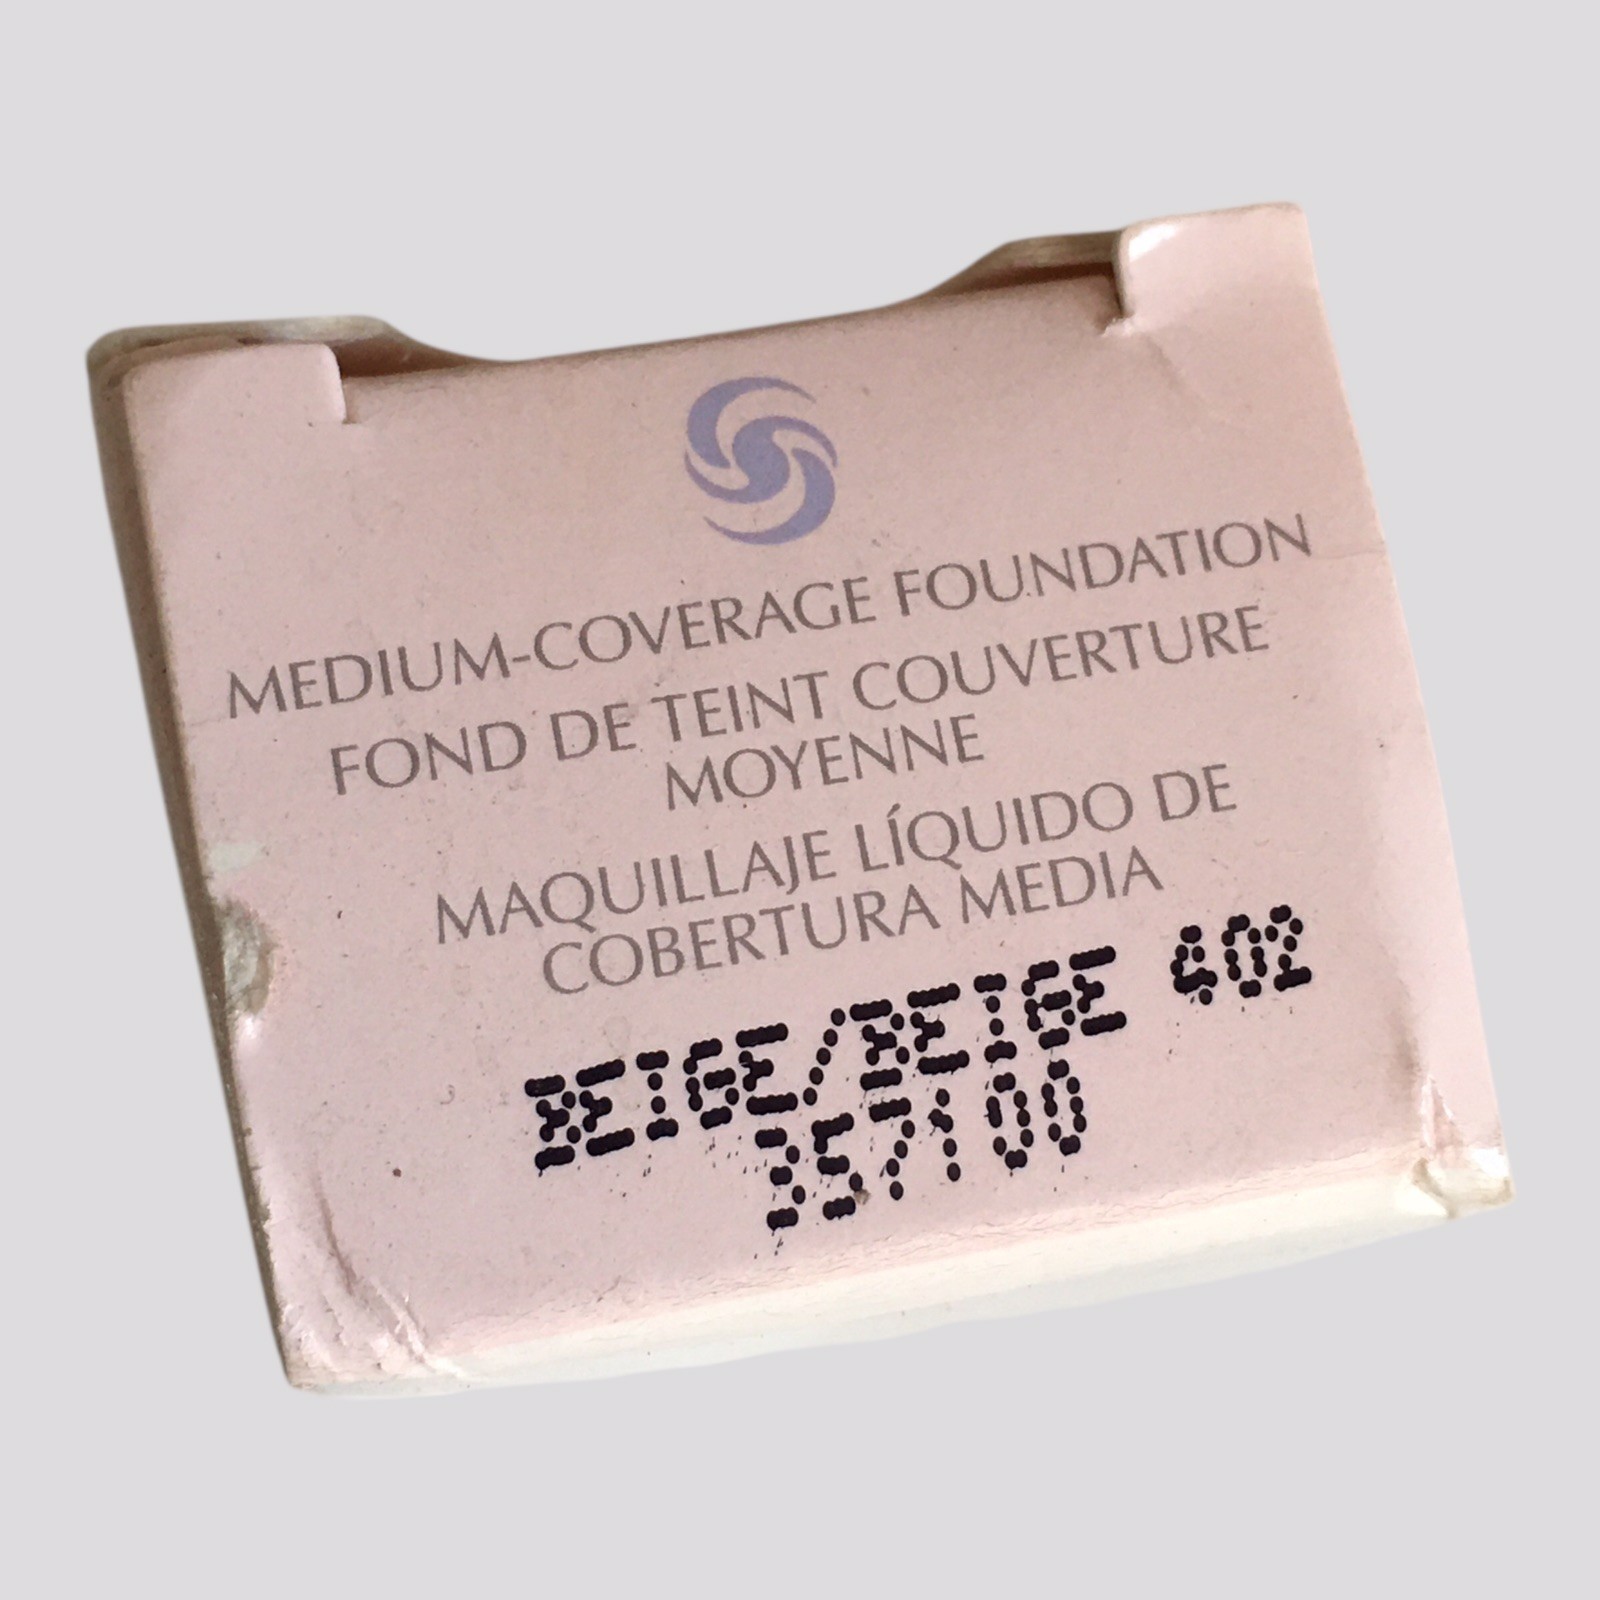 MEDIUM-COVERAGE FOUNDATION
FOND DE TEINT COUVERTURE
MOYENNE
MAQUILLAJE LÍQUIDO DE
COBERTURA MEDIA
BEIGE/BEIGE 402
357100